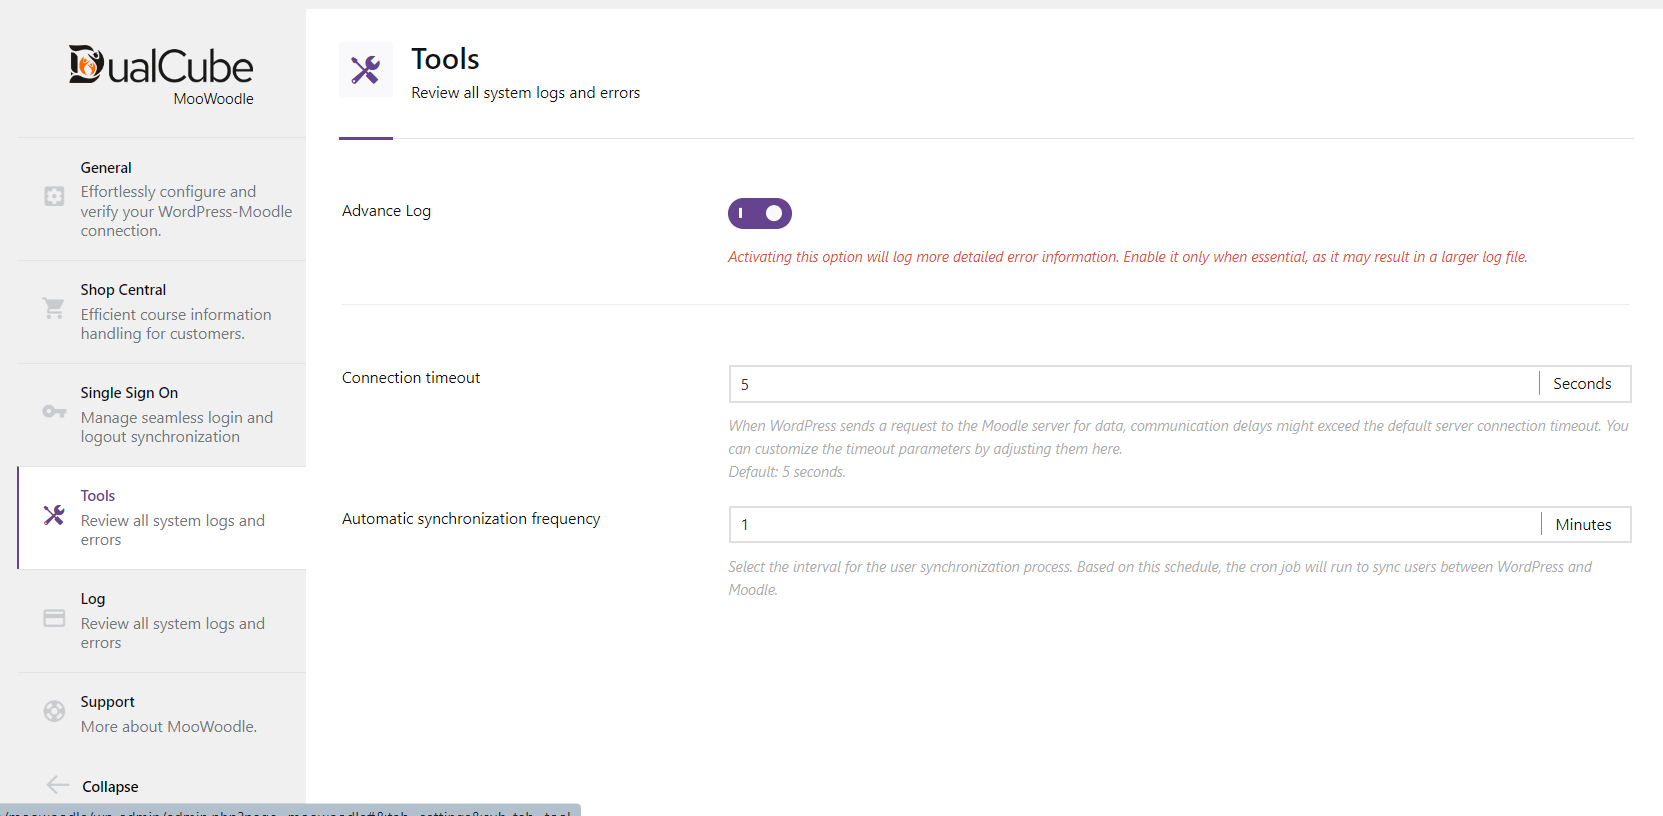 DualCube
MooWoodle
General
Effortlessly configure and
verify your WordPress-Moodle
connection.
Shop Central
Efficient course information
handling for customers.
Single Sign On
Manage seamless login and
logout synchronization
Tools
Review all system logs and
errors
Log
Review all system logs and
errors
Support
More about MooWoodle.
Collapse
Tools
Review all system logs and errors
Advance Log
Activating this option will log more detailed error information. Enable it only when essential, as it may result in a larger log file.
Connection timeout
5
Seconds
When WordPress sends a request to the Moodle server for data, communication delays might exceed the default server connection timeout. You
can customize the timeout parameters by adjusting them here.
Default: 5 seconds.
Automatic synchronization frequency
1
Minutes
Select the interval for the user synchronization process. Based on this schedule, the cron job will run to sync users between WordPress and
Moodle.